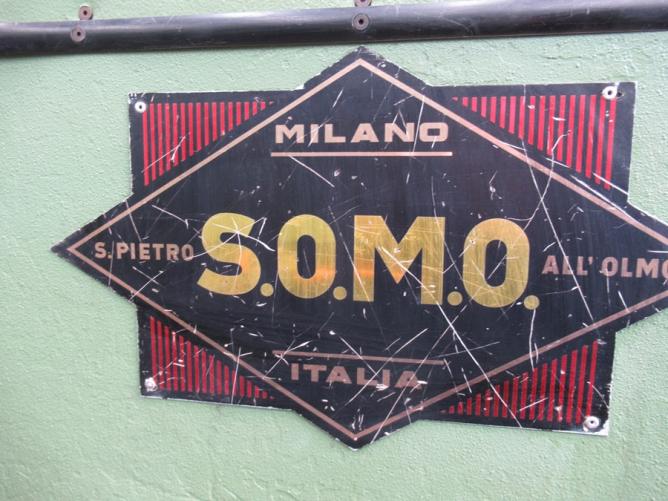 MILANO
S. PIETRO S.O.M.O. ALL' OLMO
ITALIA